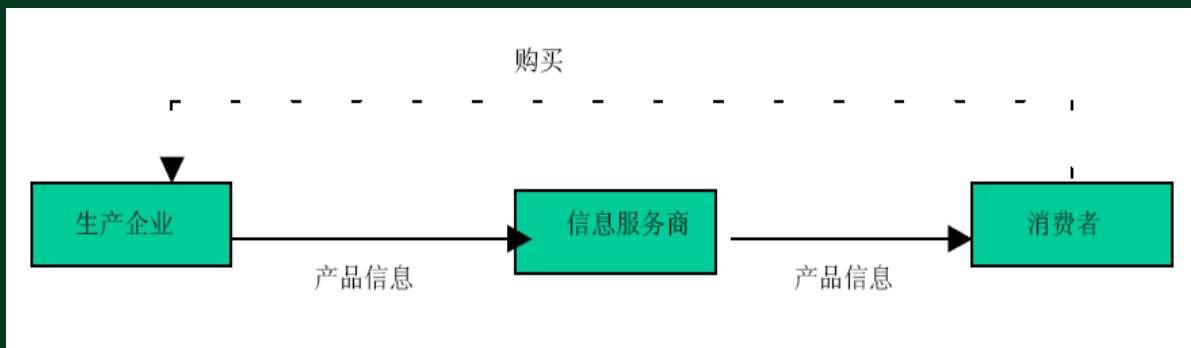 购买
生产企业
信息服务商
消费者
产品信息
产品信息